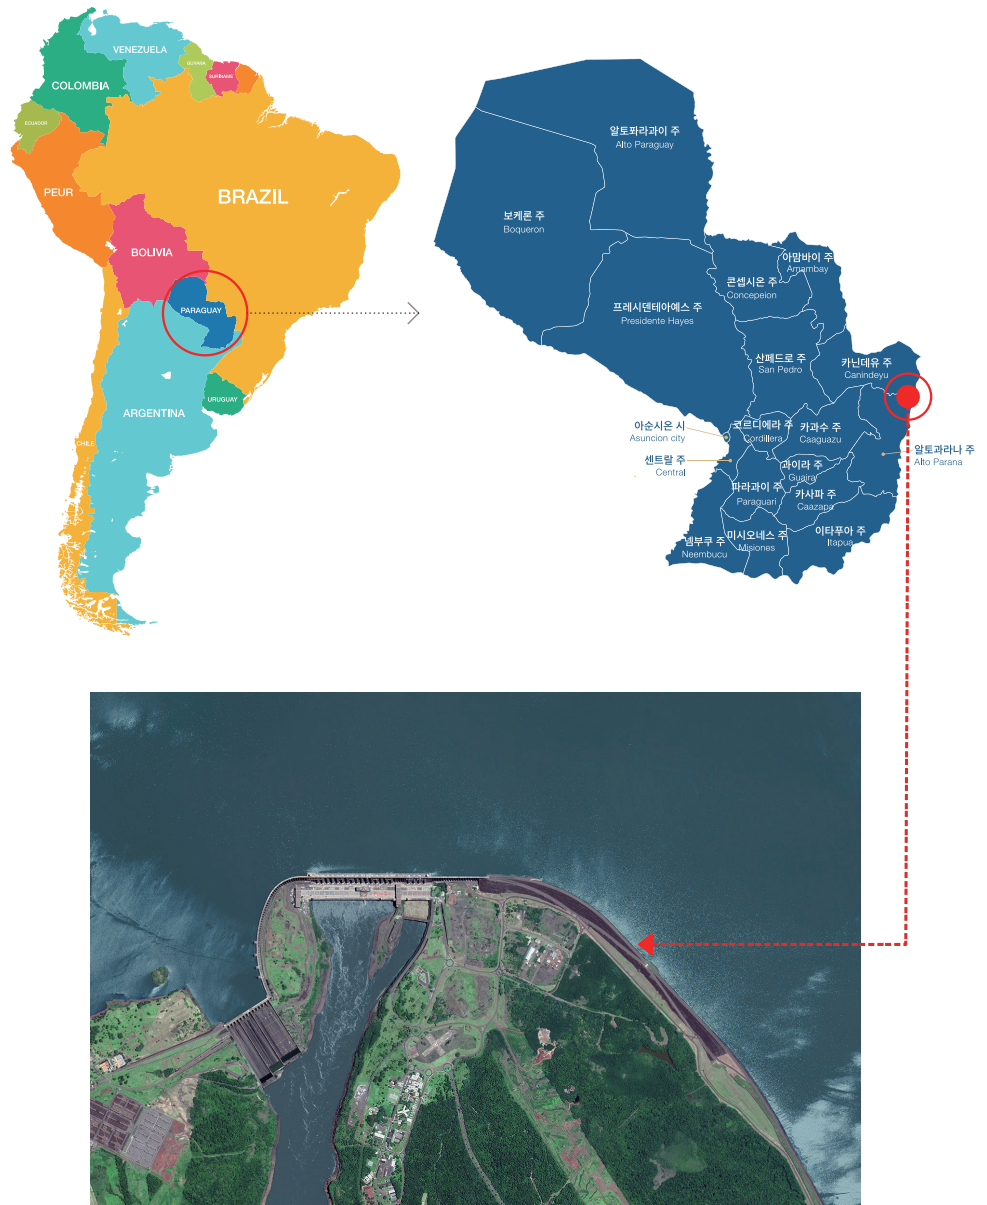 VENEZUELA
GUYANA
SURINAME
COLOMBIA
ECUADOR
PEUR
BRAZIL
BOLIVIA
PARAGUAY
URUGUAY
ARGENTINA
CHILE
알토퐈라과이 주
Alto Paraguay
보케론 주
Boqueron
아맘바이 주
Amambay
콘셉시온 주
Concepeion
프레시덴테아예스 주
Presidente Hayes
산페드로 주
San Pedro
카닌데유 주
Canindeyu
아순시온 시
Asuncion city
코르디에라 주
Cordillera
카과수 주
Caaguazu
알토과라나 주
Alto Parana
센트랄 주
Central
과이라 주
Guaira
파라과이 주
Paraguari
카사파 주
Caazapa
넴부쿠 주
Neembucu
미시오네스 주
Misiones
이타푸아 주
Itapua